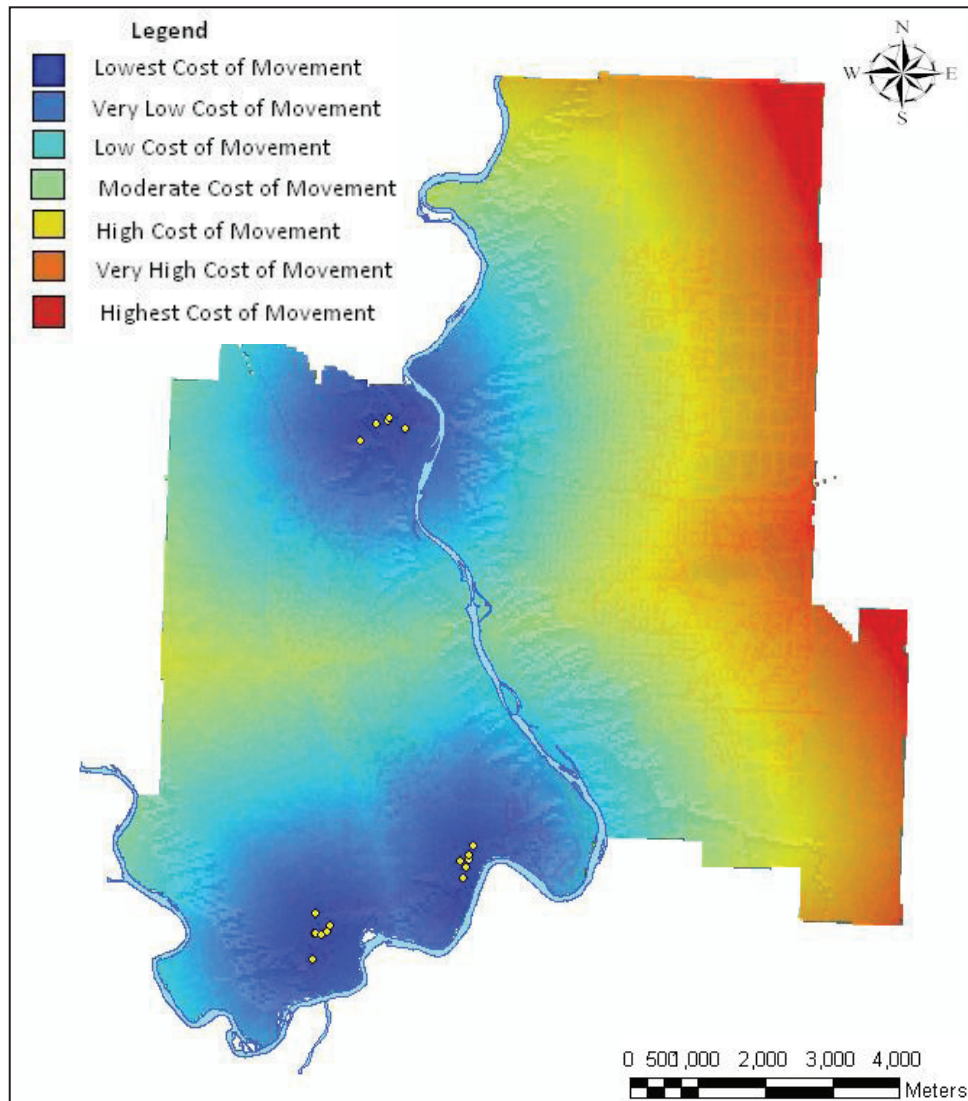 Legend
Lowest Cost of Movement
Very Low Cost of Movement
Low Cost of Movement
Moderate Cost of Movement
High Cost of Movement
Very High Cost of Movement
Highest Cost of Movement
N
W E
S
0 5001,000 2,000 3,000 4,000
Meters